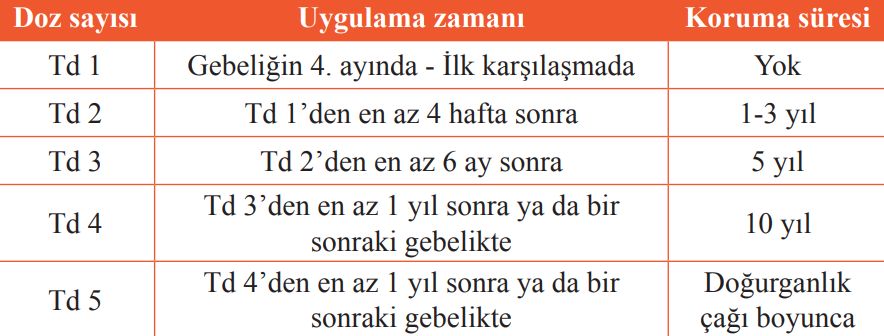 Doz sayısı Uygulama zamanı Koruma süresi
Td 1 Gebeliğin 4. ayında - İlk karşılaşmada Yok
Td 2 Td 1’den en az 4 hafta sonra 1-3 yıl
Td 3 Td 2’den en az 6 ay sonra 5 yıl
Td 4 Td 3’den en az 1 yıl sonra ya da bir
sonraki gebelikte 10 yıl
Td 5 Td 4’den en az 1 yıl sonra ya da bir
sonraki gebelikte Doğurganlık
çağı boyunca